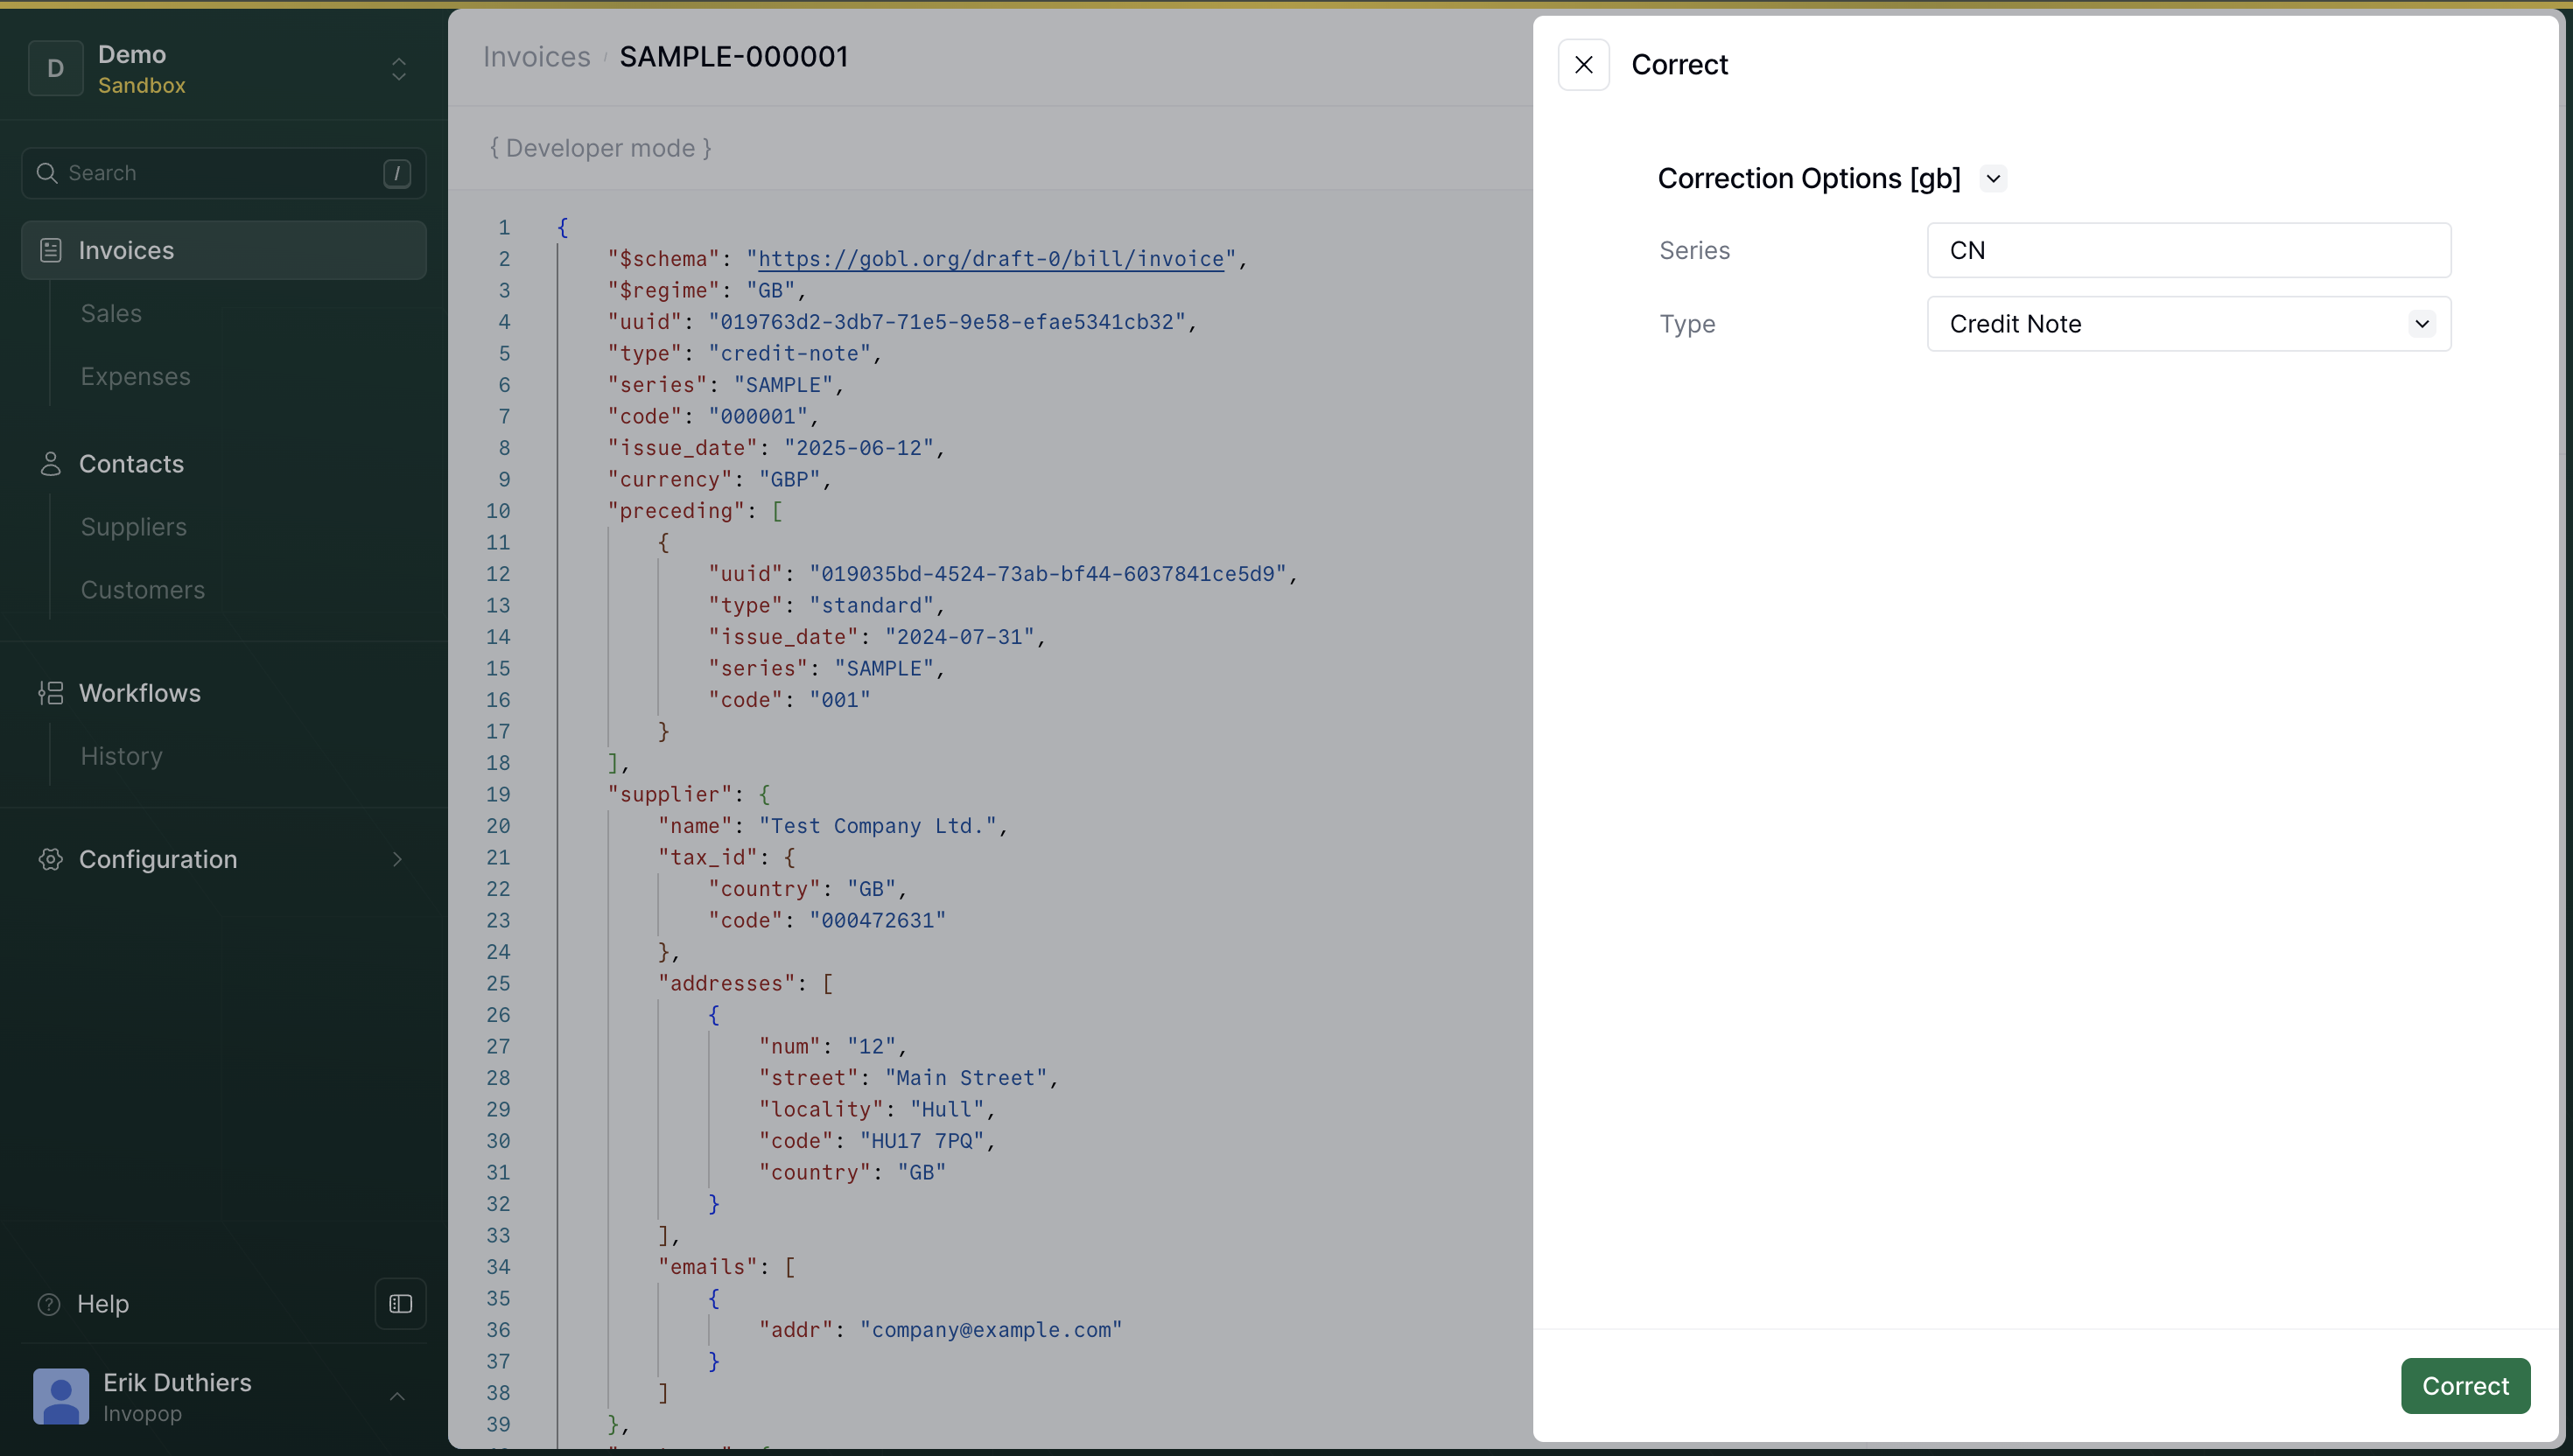 D
Demo
Sandbox
Search
/
Invoices
Sales
Expenses
Contacts
Suppliers
Customers
Workflows
History
Configuration
Help
Erik Duthiers
Invopop
Invoices / SAMPLE-000001
{ Developer mode }
1 {
2 "$schema": "https://gobl.org/draft-0/bill/invoice",
3 "$regime": "GB",
4 "uuid": "019763d2-3db7-71e5-9e58-efae5341cb32",
5 "type": "credit-note",
6 "series": "SAMPLE",
7 "code": "000001",
8 "issue_date": "2025-06-12",
9 "currency": "GBP",
10 "preceding": [
11 {
12 "uuid": "019035bd-4524-73ab-bf44-6037841ce5d9",
13 "type": "standard",
14 "issue_date": "2024-07-31",
15 "series": "SAMPLE",
16 "code": "001"
17 }
18 ],
19 "supplier": {
20 "name": "Test Company Ltd.",
21 "tax_id": {
22 "country": "GB",
23 "code": "000472631"
24 },
25 "addresses": [
26 {
27 "num": "12",
28 "street": "Main Street",
29 "locality": "Hull",
30 "code": "HU17 7PQ",
31 "country": "GB"
32 }
33 ],
34 "emails": [
35 {
36 "addr": "company@example.com"
37 }
38 ]
39 },
Correct
Correction Options [gb]
Series CN
Type Credit Note
Correct